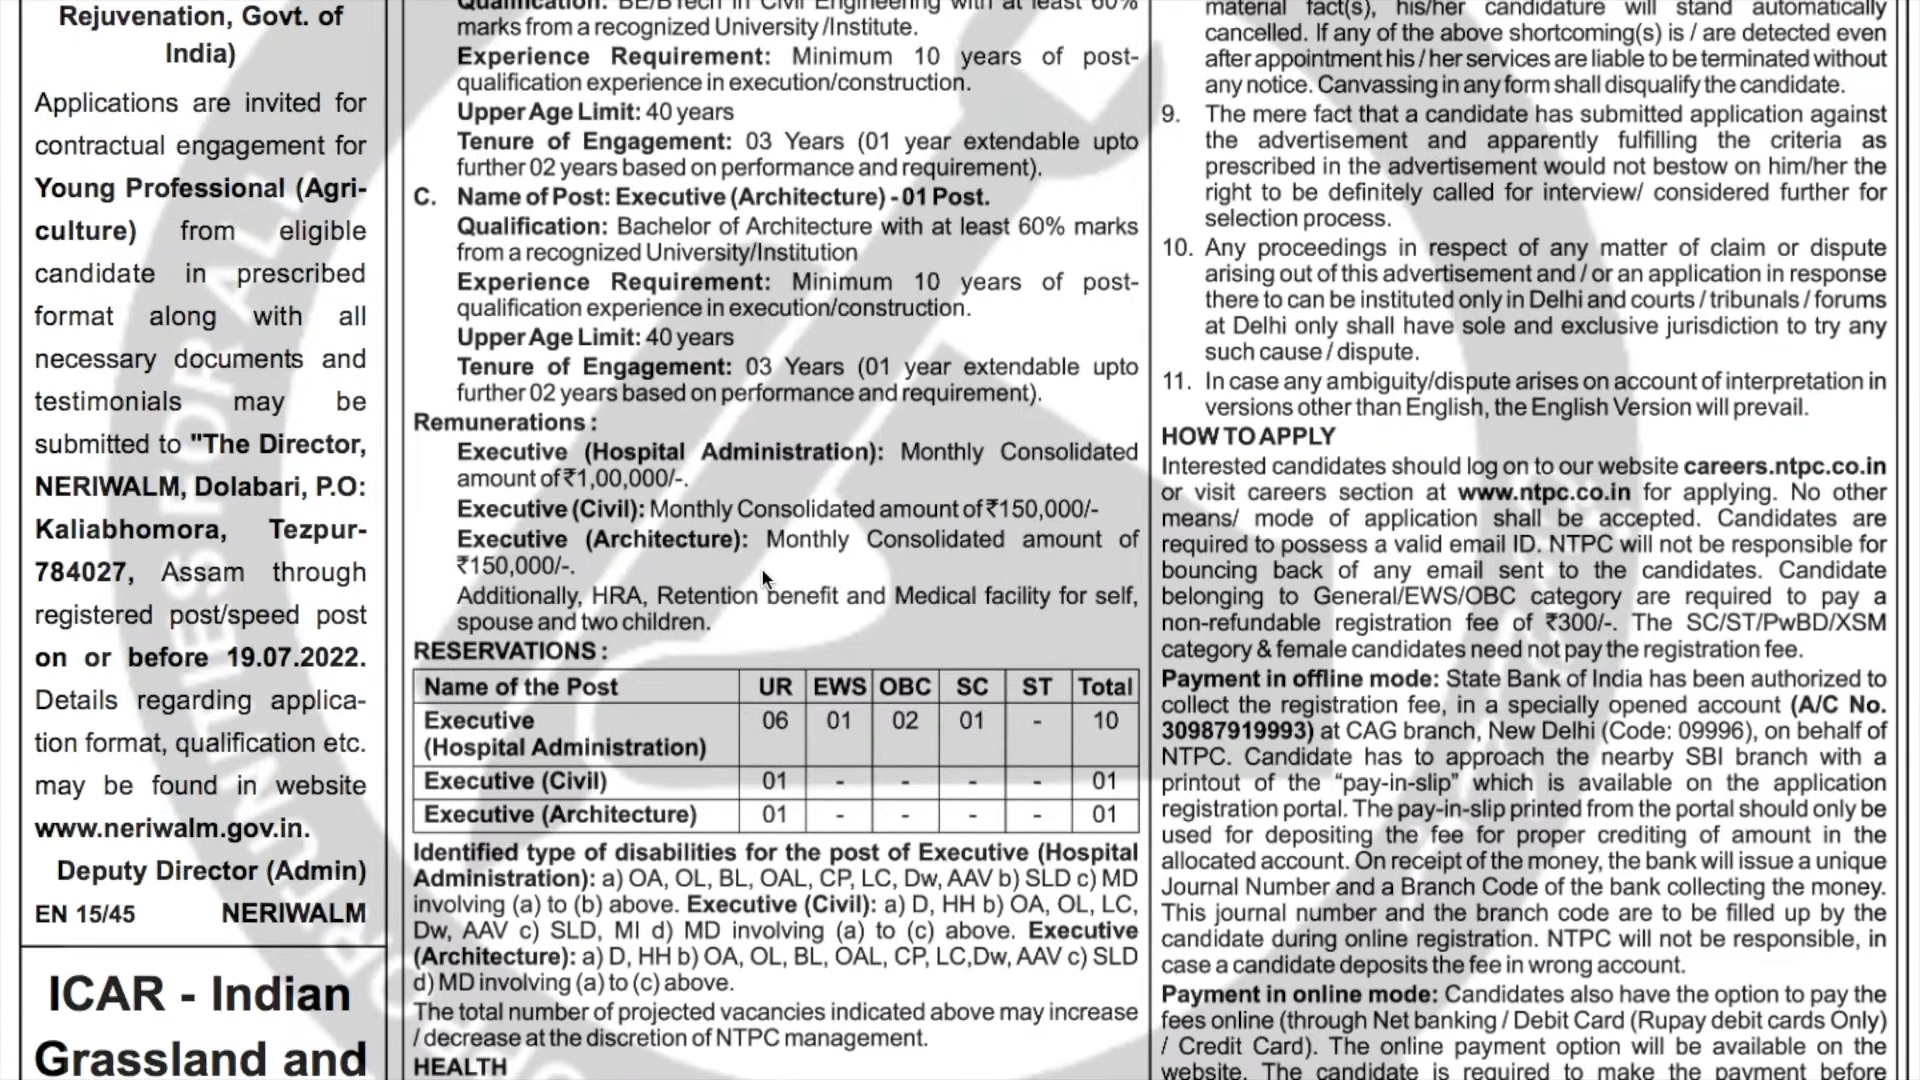 Rejuvenation, Govt. of
India)
Applications are invited for
contractual engagement for
Young Professional (Agri-
culture) from eligible
candidate in prescribed
format along with all
necessary documents and
testimonials may be
submitted to "The Director,
NERIWALM, Dolabari, P.O:
Kaliabhomora, Tezpur-
784027, Assam through
registered post/speed post
on or before 19.07.2022.
Details regarding applica-
tion format, qualification etc.
may be found in website
www.neriwalm.gov.in.
Deputy Director (Admin)
EN 15/45 NERIWALM
ICAR - Indian
Grassland and
Qualification: BE/BTech in Civil Engineering with at least 60%
marks from a recognized University /Institute.
Experience Requirement: Minimum 10 years of post-
qualification experience in execution/construction.
Upper Age Limit: 40 years
Tenure of Engagement: 03 Years (01 year extendable upto
further 02 years based on performance and requirement).
C. Name of Post: Executive (Architecture) - 01 Post.
Qualification: Bachelor of Architecture with at least 60% marks
from a recognized University/Institution
Experience Requirement: Minimum 10 years of post-
qualification experience in execution/construction.
Upper Age Limit: 40 years
Tenure of Engagement: 03 Years (01 year extendable upto
further 02 years based on performance and requirement).
Remunerations :
Executive (Hospital Administration): Monthly Consolidated
amount of ₹1,00,000/-.
Executive (Civil): Monthly Consolidated amount of ₹150,000/-
Executive (Architecture): Monthly Consolidated amount of
₹150,000/-.
Additionally, HRA, Retention benefit and Medical facility for self,
spouse and two children.
RESERVATIONS :
Name of the Post UR EWS OBC SC ST Total
Executive 06 01 02 01 - 10
(Hospital Administration)
Executive (Civil) 01 - - - - 01
Executive (Architecture) 01 - - - - 01
Identified type of disabilities for the post of Executive (Hospital
Administration): a) OA, OL, BL, OAL, CP, LC, Dw, AAV b) SLD c) MD
involving (a) to (b) above. Executive (Civil): a) D, HH b) OA, OL, LC,
Dw, AAV c) SLD, MI d) MD involving (a) to (c) above. Executive
(Architecture): a) D, HH b) OA, OL, BL, OAL, CP, LC,Dw, AAV c) SLD
d) MD involving (a) to (c) above.
The total number of projected vacancies indicated above may increase
/ decrease at the discretion of NTPC management.
HEALTH
material fact(s), his/her candidature will stand automatically
cancelled. If any of the above shortcoming(s) is / are detected even
after appointment his / her services are liable to be terminated without
any notice. Canvassing in any form shall disqualify the candidate.
9. The mere fact that a candidate has submitted application against
the advertisement and apparently fulfilling the criteria as
prescribed in the advertisement would not bestow on him/her the
right to be definitely called for interview/ considered further for
selection process.
10. Any proceedings in respect of any matter of claim or dispute
arising out of this advertisement and / or an application in response
there to can be instituted only in Delhi and courts / tribunals / forums
at Delhi only shall have sole and exclusive jurisdiction to try any
such cause / dispute.
11. In case any ambiguity/dispute arises on account of interpretation in
versions other than English, the English Version will prevail.
HOW TO APPLY
Interested candidates should log on to our website careers.ntpc.co.in
or visit careers section at www.ntpc.co.in for applying. No other
means/ mode of application shall be accepted. Candidates are
required to possess a valid email ID. NTPC will not be responsible for
bouncing back of any email sent to the candidates. Candidate
belonging to General/EWS/OBC category are required to pay a
non-refundable registration fee of ₹300/-. The SC/ST/PwBD/XSM
category & female candidates need not pay the registration fee.
Payment in offline mode: State Bank of India has been authorized to
collect the registration fee, in a specially opened account (A/C No.
30987919993) at CAG branch, New Delhi (Code: 09996), on behalf of
NTPC. Candidate has to approach the nearby SBI branch with a
printout of the “pay-in-slip” which is available on the application
registration portal. The pay-in-slip printed from the portal should only be
used for depositing the fee for proper crediting of amount in the
allocated account. On receipt of the money, the bank will issue a unique
Journal Number and a Branch Code of the bank collecting the money.
This journal number and the branch code are to be filled up by the
candidate during online registration. NTPC will not be responsible, in
case a candidate deposits the fee in wrong account.
Payment in online mode: Candidates also have the option to pay the
fees online (through Net banking / Debit Card (Rupay debit cards Only)
/ Credit Card). The online payment option will be available on the
website. The candidate is required to make the payment before